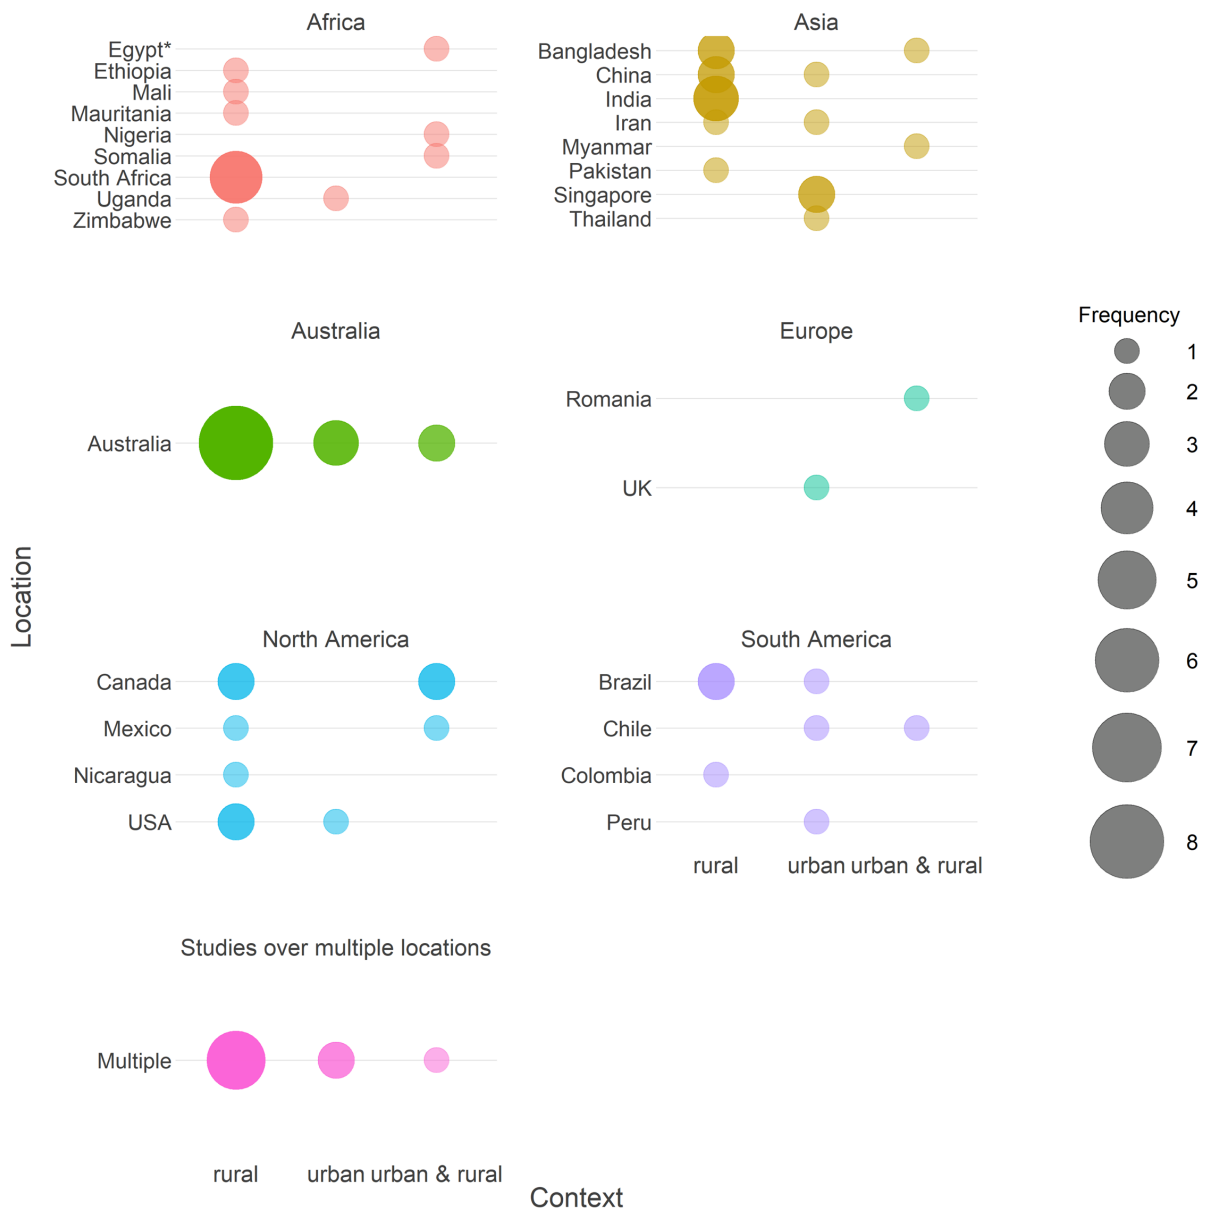 Africa
Egypt*
Ethiopia
Mali
Mauritania
Nigeria
Somalia
South Africa
Uganda
Zimbabwe
Asia
Bangladesh
China
India
Iran
Myanmar
Pakistan
Singapore
Thailand
Australia
Australia
Europe
Romania
UK
Frequency
1
2
3
4
5
6
7
8
Location
North America
Canada
Mexico
Nicaragua
USA
South America
Brazil
Chile
Colombia
Peru
rural urban urban & rural
Studies over multiple locations
Multiple
rural urban urban & rural
Context